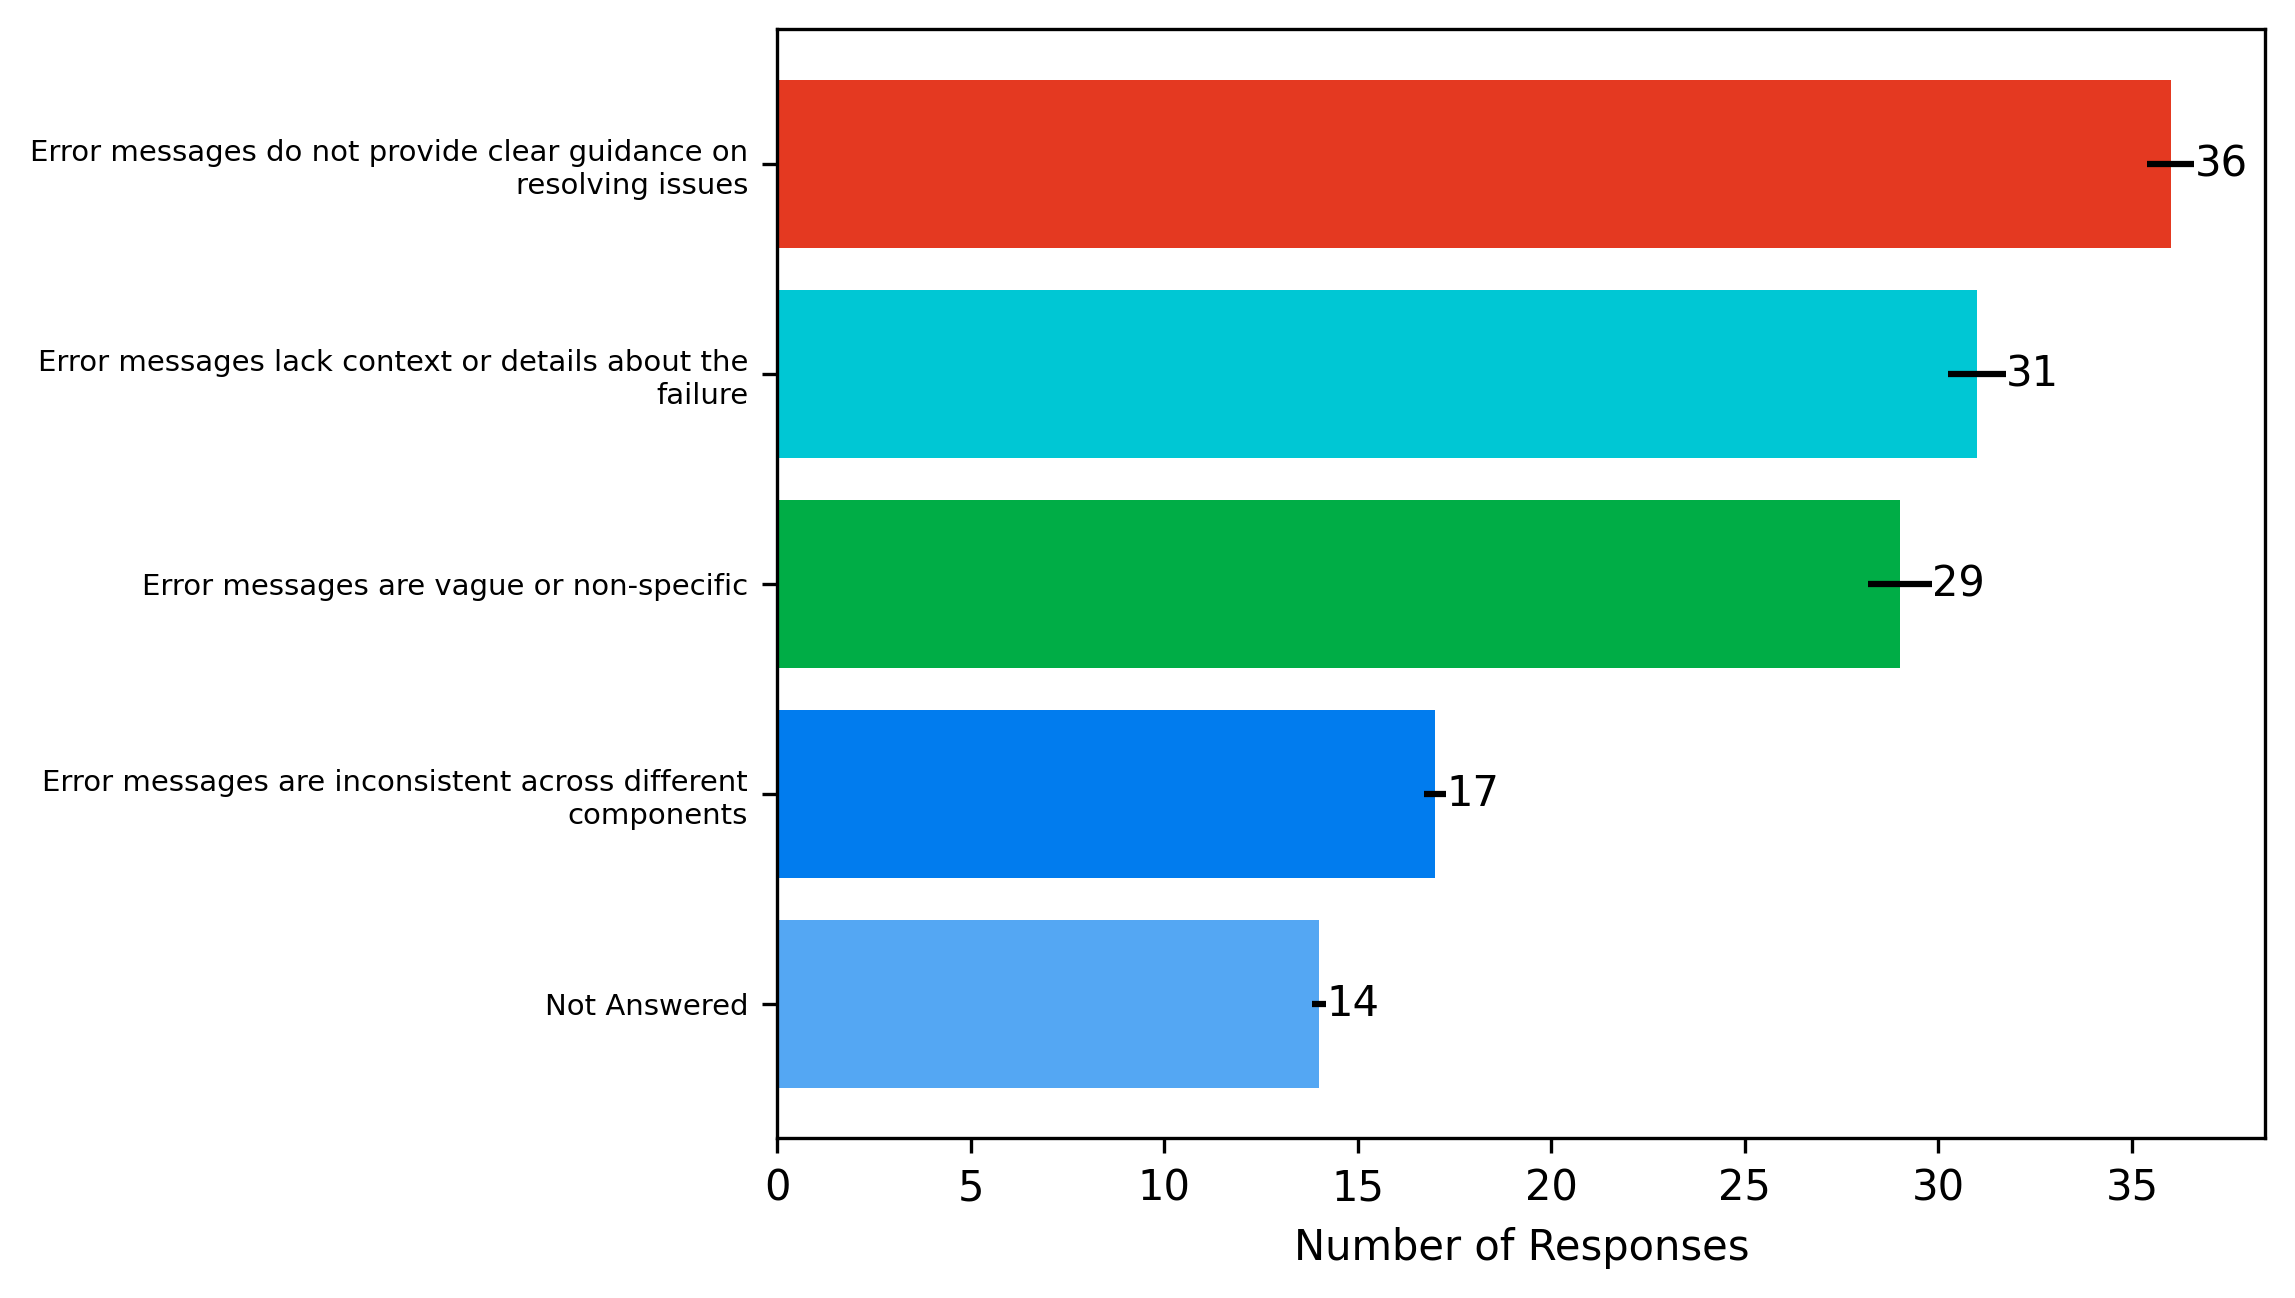 Error messages do not provide clear guidance on
resolving issues
36
Error messages lack context or details about the
failure
31
Error messages are vague or non-specific
29
Error messages are inconsistent across different
components
17
Not Answered
14
0 5 10 15 20 25 30 35
Number of Responses